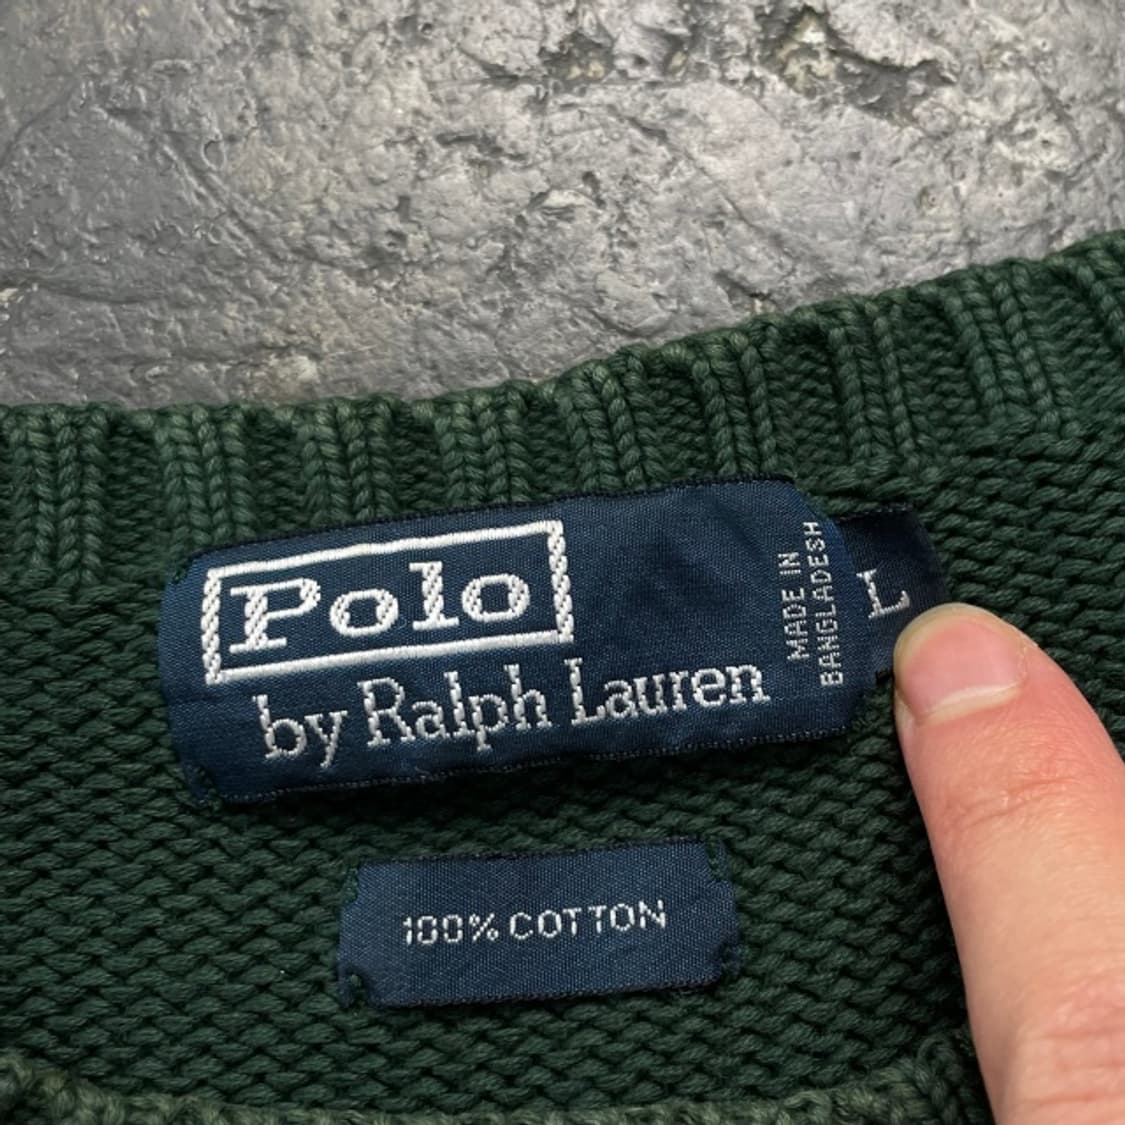 Polo
by Ralph Lauren
MADE IN
BANGLADESH
L
100% COTTON